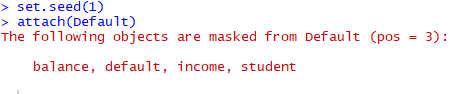 > set.seed(1)
> attach(Default)
The following objects are masked from Default (pos = 3):
balance, default, income, student